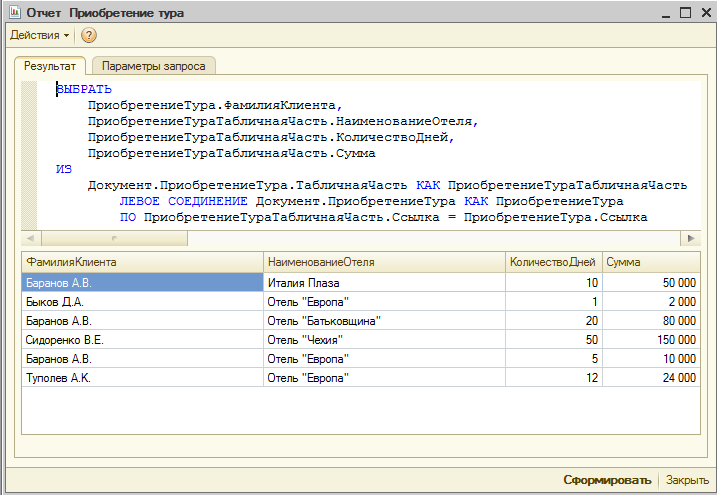 Отчет Приобретение тура
Действия
?
Результат Параметры запроса
ВЫБРАТЬ
ПриобретениеТура.ФамилияКлиента,
ПриобретениеТураТабличнаяЧасть.НаименованиеОтеля,
ПриобретениеТураТабличнаяЧасть.КоличествоДней,
ПриобретениеТураТабличнаяЧасть.Сумма
ИЗ
Документ.ПриобретениеТура.ТабличнаяЧасть КАК ПриобретениеТураТабличнаяЧасть
ЛЕВОЕ СОЕДИНЕНИЕ Документ.ПриобретениеТура КАК ПриобретениеТура
ПО ПриобретениеТураТабличнаяЧасть.Ссылка = ПриобретениеТура.Ссылка
ФамилияКлиента НаименованиеОтеля КоличествоДней Сумма
Баранов А.В. Италия Плаза 10 50 000
Быков Д.А. Отель "Европа" 1 2 000
Баранов А.В. Отель "Батьковщина" 20 80 000
Сидоренко В.Е. Отель "Чехия" 50 150 000
Баранов А.В. Отель "Европа" 5 10 000
Туполев А.К. Отель "Европа" 12 24 000
Сформировать Закрыть